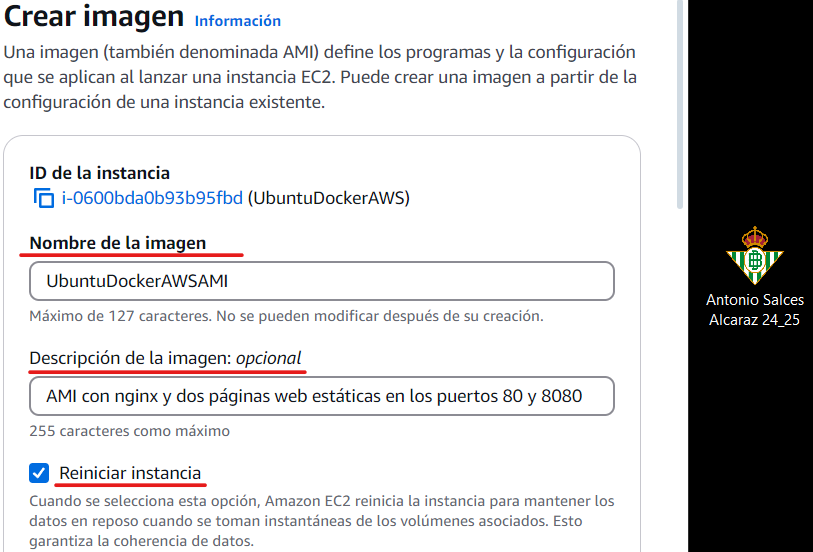 Crear imagen Información
Una imagen (también denominada AMI) define los programas y la configuración
que se aplican al lanzar una instancia EC2. Puede crear una imagen a partir de la
configuración de una instancia existente.
ID de la instancia
i-0600bda0b93b95fbd (UbuntuDockerAWS)
Nombre de la imagen
UbuntuDockerAWSAMI
Máximo de 127 caracteres. No se pueden modificar después de su creación.
Descripción de la imagen: opcional
AMI con nginx y dos páginas web estáticas en los puertos 80 y 8080
255 caracteres como máximo
Reiniciar instancia
Cuando se selecciona esta opción, Amazon EC2 reinicia la instancia para mantener los
datos en reposo cuando se toman instantáneas de los volúmenes asociados. Esto
garantiza la coherencia de datos.
Antonio Salces
Alcaraz 24_25